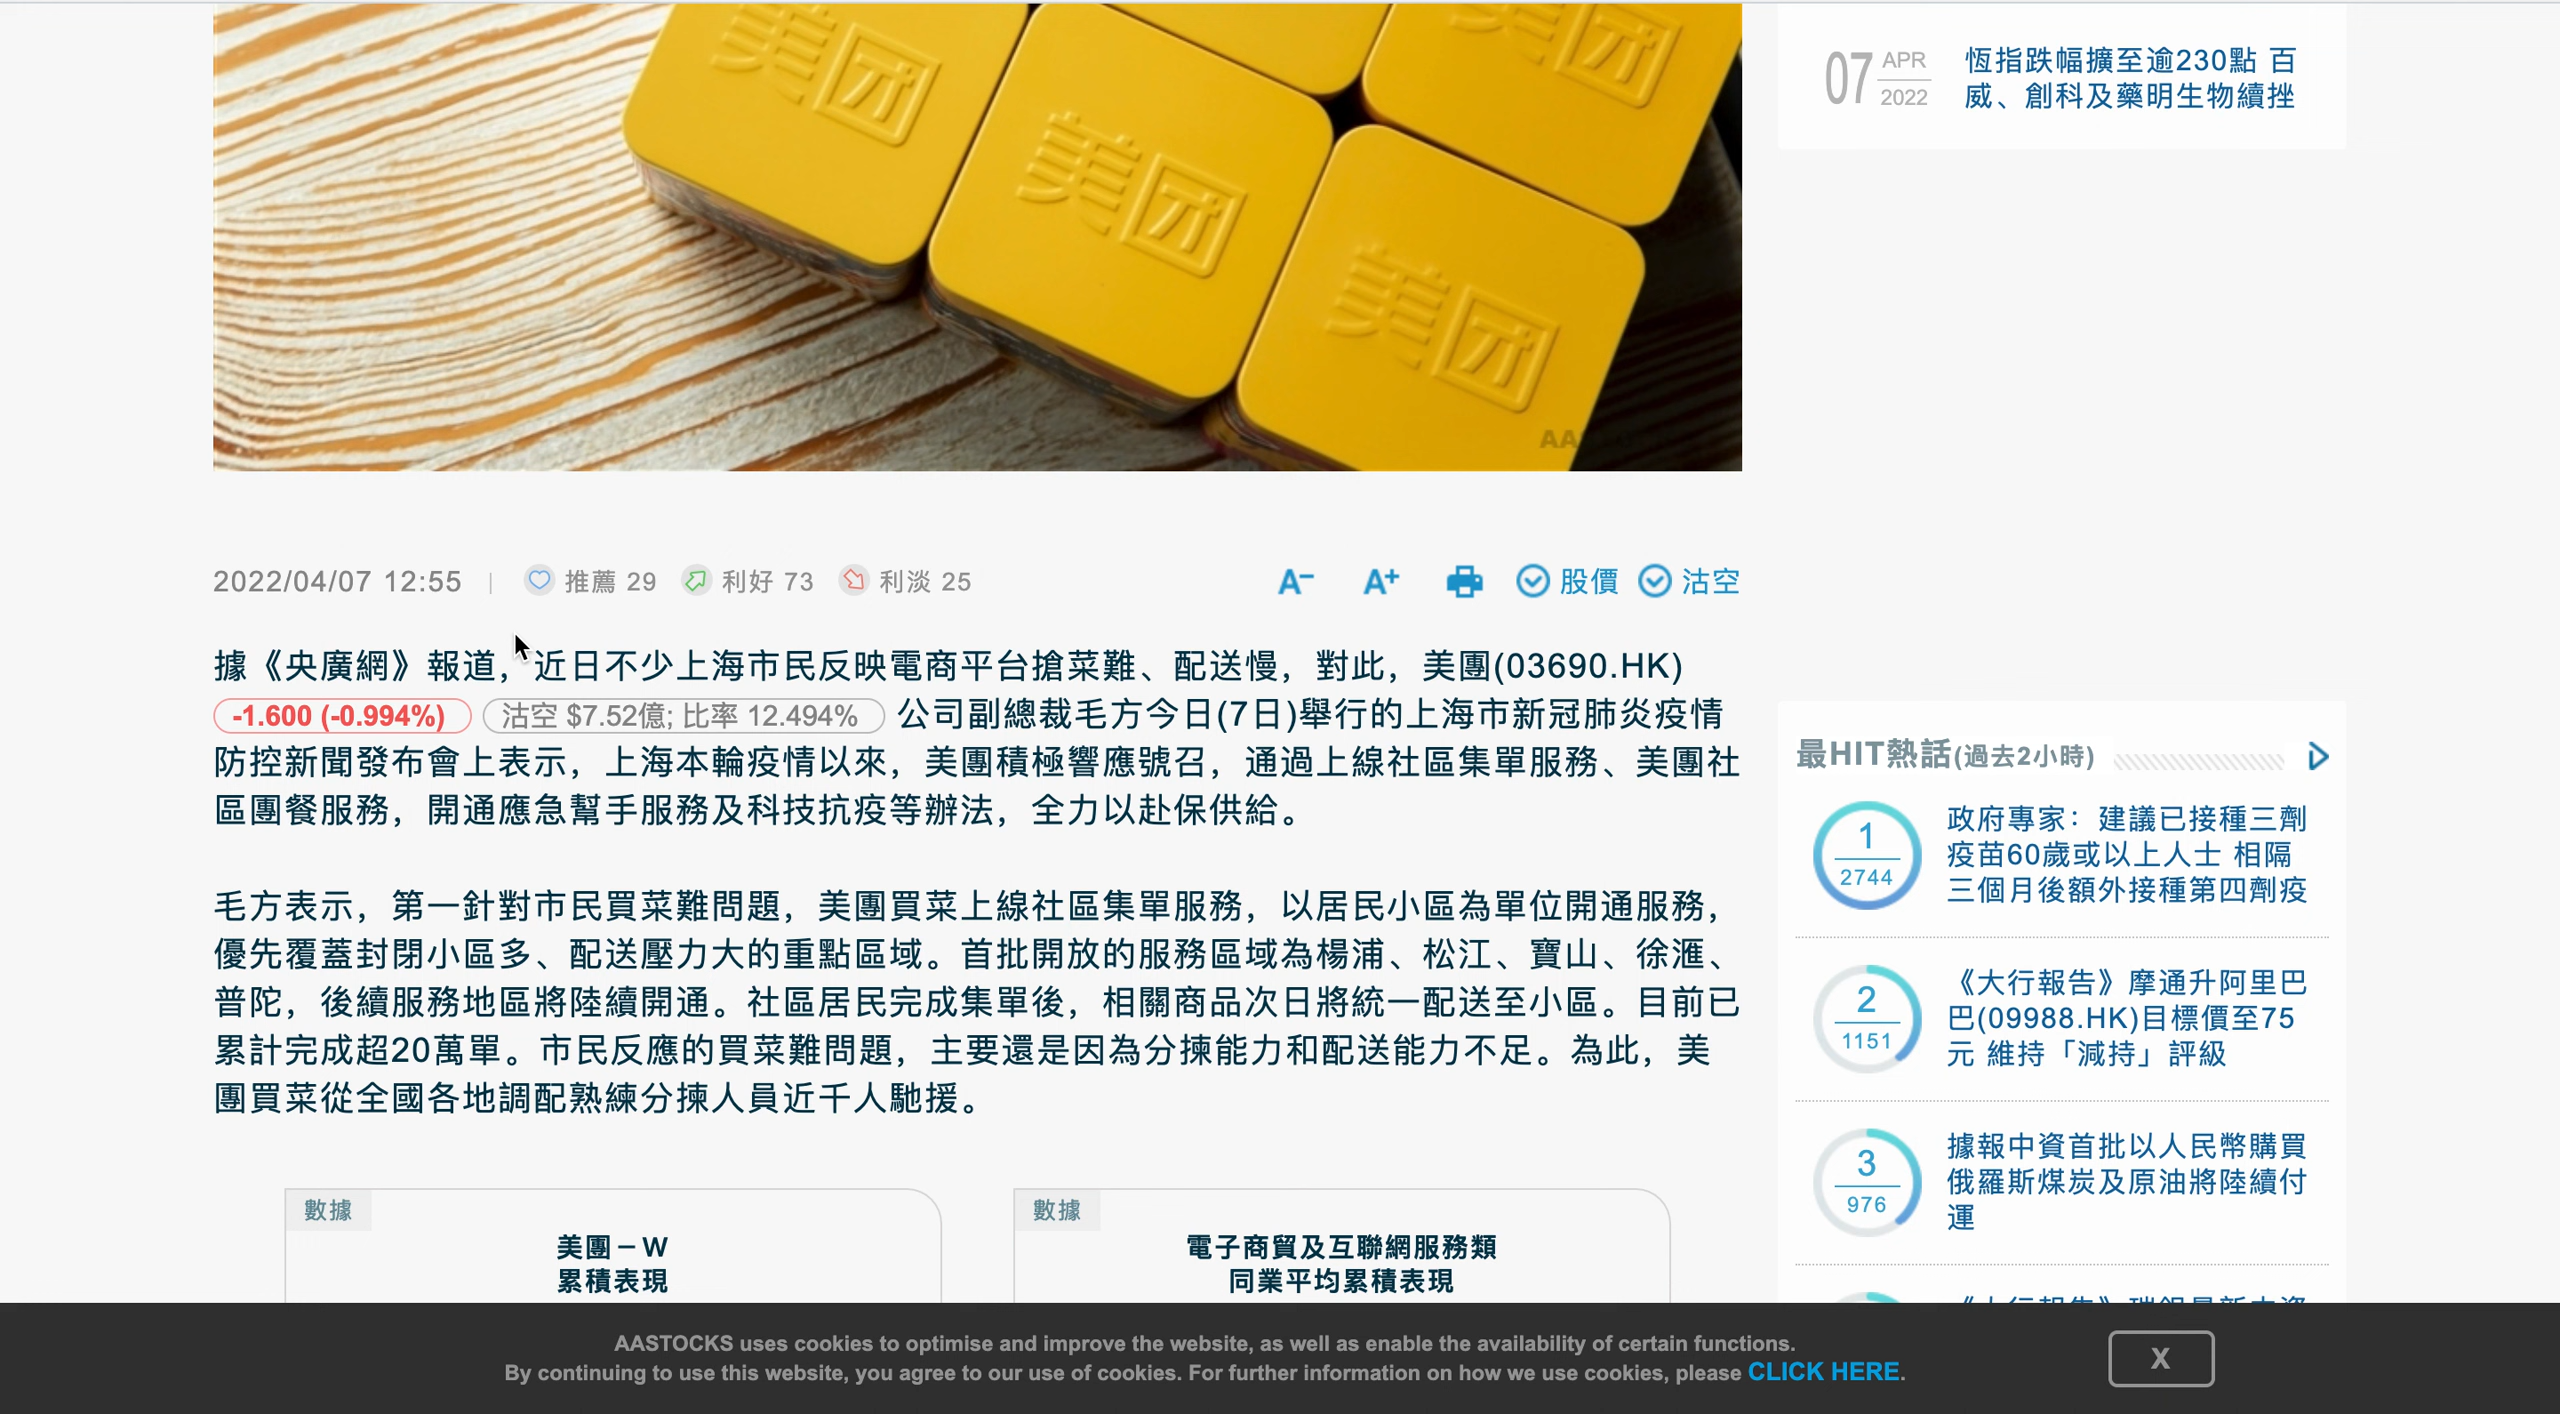 美团
美团
美团
美团
AA
07 APR 2022
恆指跌幅擴至逾230點 百
威、創科及藥明生物續挫
2022/04/07 12:55 | 推薦 29 利好 73 利淡 25
A− A+ 股價 沽空
據《央廣網》報道，近日不少上海市民反映電商平台搶菜難、配送慢，對此，美團(03690.HK)
-1.600 (-0.994%) 沽空 $7.52億; 比率 12.494% 公司副總裁毛方今日(7日)舉行的上海市新冠肺炎疫情
防控新聞發布會上表示，上海本輪疫情以來，美團積極響應號召，通過上線社區集單服務、美團社
區團餐服務，開通應急幫手服務及科技抗疫等辦法，全力以赴保供給。
毛方表示，第一針對市民買菜難問題，美團買菜上線社區集單服務，以居民小區為單位開通服務，
優先覆蓋封閉小區多、配送壓力大的重點區域。首批開放的服務區域為楊浦、松江、寶山、徐滙、
普陀，後續服務地區將陸續開通。社區居民完成集單後，相關商品次日將統一配送至小區。目前已
累計完成超20萬單。市民反應的買菜難問題，主要還是因為分揀能力和配送能力不足。為此，美
團買菜從全國各地調配熟練分揀人員近千人馳援。
數據
美團－W
累積表現
數據
電子商貿及互聯網服務類
同業平均累積表現
最HIT熱話(過去2小時)
1
2744
政府專家：建議已接種三劑
疫苗60歲或以上人士 相隔
三個月後額外接種第四劑疫
2
1151
《大行報告》摩通升阿里巴
巴(09988.HK)目標價至75
元 維持「減持」評級
3
976
據報中資首批以人民幣購買
俄羅斯煤炭及原油將陸續付
運
AASTOCKS uses cookies to optimise and improve the website, as well as enable the availability of certain functions.
By continuing to use this website, you agree to our use of cookies. For further information on how we use cookies, please CLICK HERE.
X